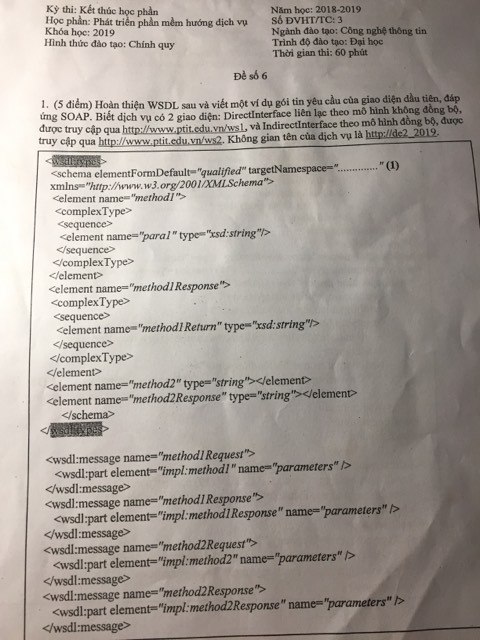 Kỳ thi: Kết thúc học phần
Năm học: 2018-2019
Học phần: Phát triển phần mềm hướng dịch vụ
Số ĐVHT/TC: 3
Khóa học: 2019
Ngành đào tạo: Công nghệ thông tin
Hình thức đào tạo: Chính quy
Trình độ đào tạo: Đại học
Thời gian thi: 60 phút
Đề số 6
1. (5 điểm) Hoàn thiện WSDL sau và viết một ví dụ gói tin yêu cầu của giao diện đầu tiên, đáp
ứng SOAP. Biết dịch vụ có 2 giao diện: DirectInterface liên lạc theo mô hình không đồng bộ,
được truy cập qua http://www.ptit.edu.vn/ws1, và IndirectInterface theo mô hình đồng bộ, được
truy cập qua http://www.ptit.edu.vn/ws2. Không gian tên của dịch vụ là http://de2_2019.
<wsdl:types>
<schema elementFormDefault="qualified" targetNamespace=".............." (1)
xmlns="http://www.w3.org/2001/XMLSchema">
<element name="method1">
<complexType>
<sequence>
<element name="para1" type="xsd:string"/>
</sequence>
</complexType>
</element>
<element name="method1Response">
<complexType>
<sequence>
<element name="method1Return" type="xsd:string"/>
</sequence>
</complexType>
</element>
<element name="method2" type="string"></element>
<element name="method2Response" type="string"></element>
</schema>
</wsdl:types>
<wsdl:message name="method1Request">
<wsdl:part element="impl:method1" name="parameters" />
</wsdl:message>
<wsdl:message name="method1Response">
<wsdl:part element="impl:method1Response" name="parameters" />
</wsdl:message>
<wsdl:message name="method2Request">
<wsdl:part element="impl:method2" name="parameters" />
</wsdl:message>
<wsdl:message name="method2Response">
<wsdl:part element="impl:method2Response" name="parameters" />
</wsdl:message>